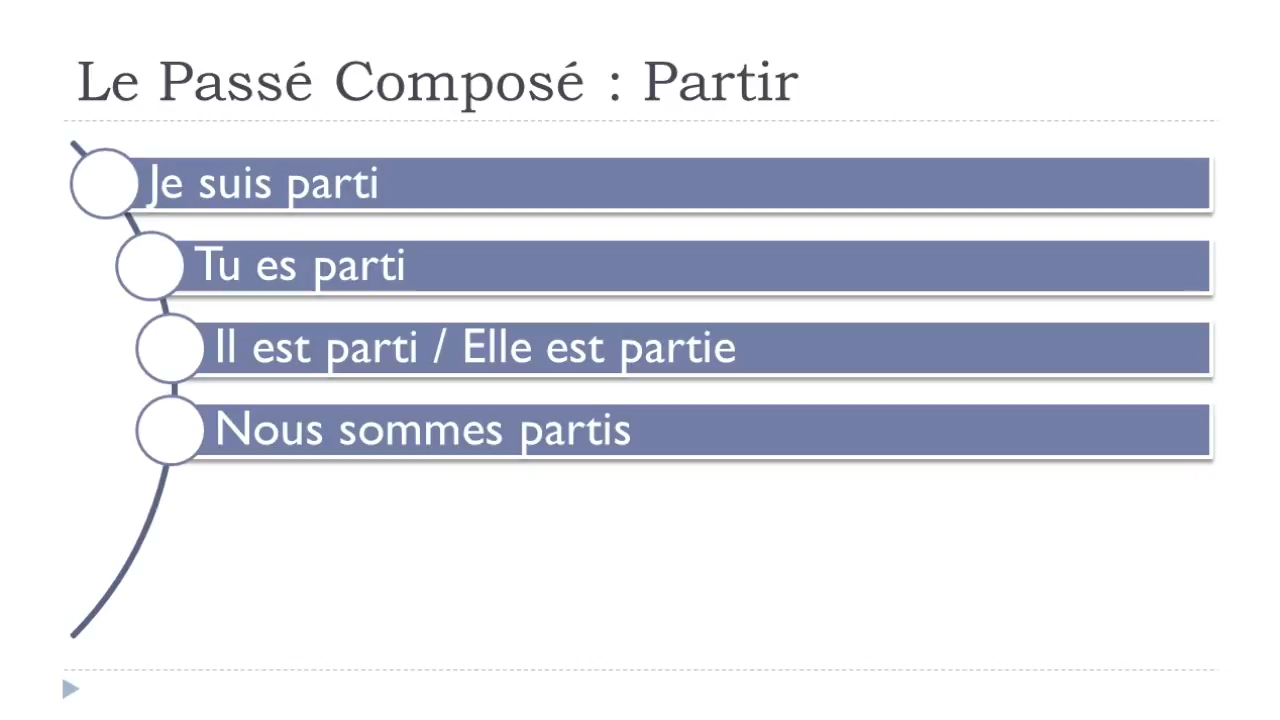 Le Passé Composé : Partir
Je suis parti
Tu es parti
Il est parti / Elle est partie
Nous sommes partis